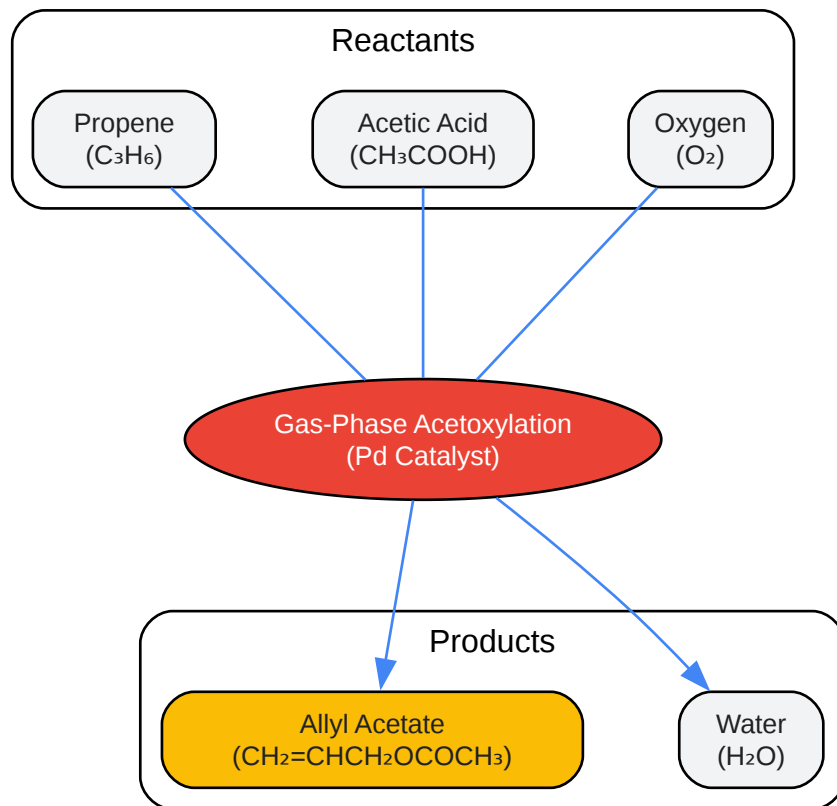 Reactants
Propene
(C₃H₆)
Acetic Acid
(CH₃COOH)
Oxygen
(O₂)
Gas-Phase Acetoxylation
(Pd Catalyst)
Products
Allyl Acetate
(CH₂=CHCH₂OCOCH₃)
Water
(H₂O)